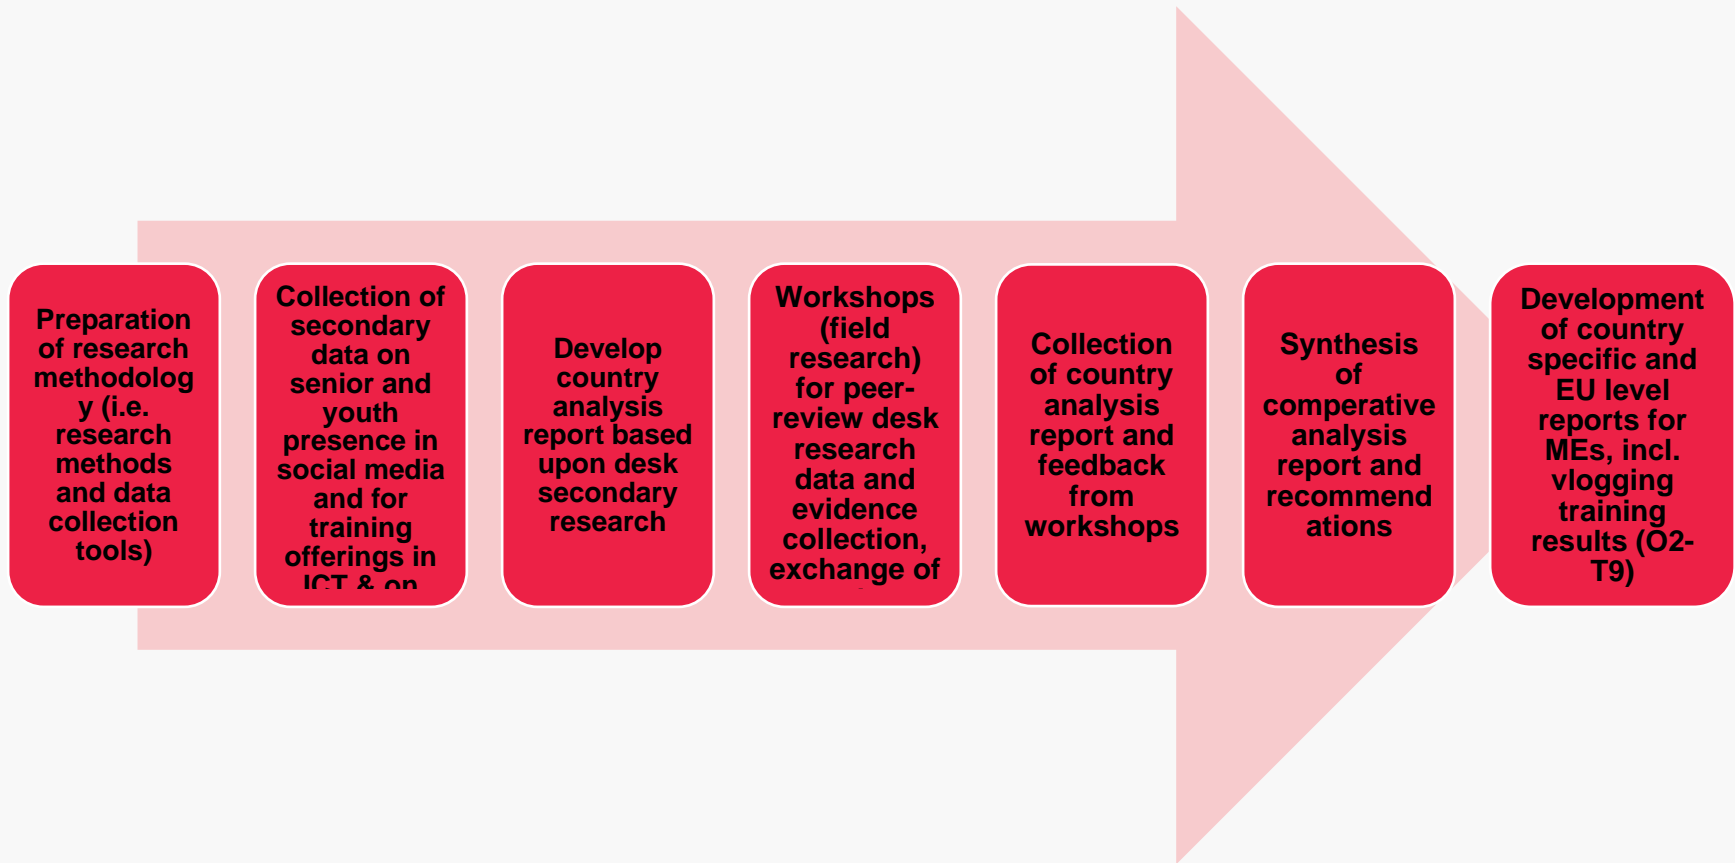 Preparation
of research
methodolog
y (i.e.
research
methods
and data
collection
tools)
Collection of
secondary
data on
senior and
youth
presence in
social media
and for
training
offerings in
ICT & on
Develop
country
analysis
report based
upon desk
secondary
research
Workshops
(field
research)
for peer-
review desk
research
data and
evidence
collection,
exchange of
Collection
of country
analysis
report and
feedback
from
workshops
Synthesis
of
comperative
analysis
report and
recommend
ations
Development
of country
specific and
EU level
reports for
MEs, incl.
vlogging
training
results (O2-
T9)